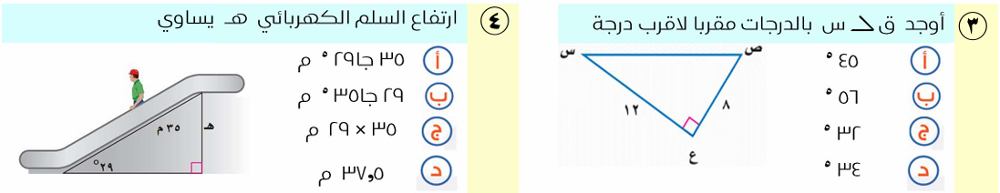 ٣ أوجد ق ∠ س بالدرجات مقربا لاقرب درجة
أ ٤٥ °
ب ٥٦ °
ج ٣٢ °
د ٣٤ °
س
ص
١٢
٨
ع
٤ ارتفاع السلم الكهربائي هـ يساوي
أ ٣٥ جا٢٩ ° م
ب ٢٩ جا٣٥ ° م
ج ٣٥ × ٢٩ م
د ٣٧,٥ م
٣٥ م
هـ
٢٩°